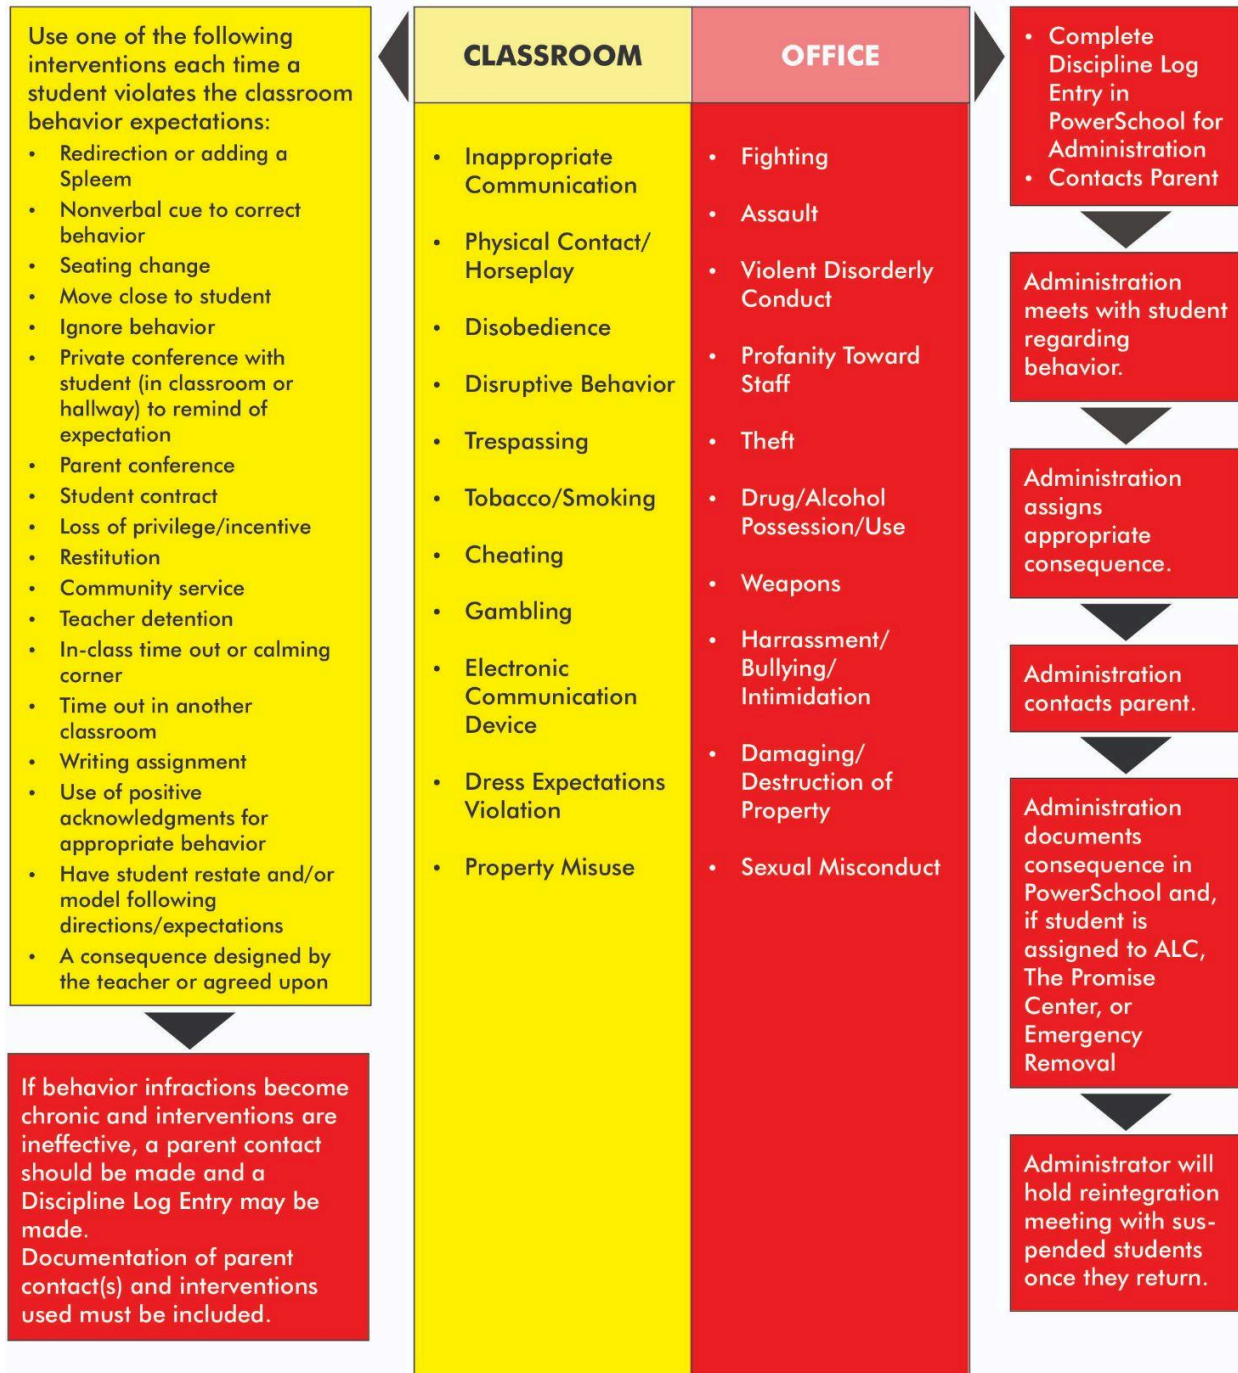 Use one of the following
interventions each time a
student violates the classroom
behavior expectations:
• Redirection or adding a
Spleem
• Nonverbal cue to correct
behavior
• Seating change
• Move close to student
• Ignore behavior
• Private conference with
student (in classroom or
hallway) to remind of
expectation
• Parent conference
• Student contract
• Loss of privilege/incentive
• Restitution
• Community service
• Teacher detention
• In-class time out or calming
corner
• Time out in another
classroom
• Writing assignment
• Use of positive
acknowledgments for
appropriate behavior
• Have student restate and/or
model following
directions/expectations
• A consequence designed by
the teacher or agreed upon
If behavior infractions become
chronic and interventions are
ineffective, a parent contact
should be made and a
Discipline Log Entry may be
made.
Documentation of parent
contact(s) and interventions
used must be included.
CLASSROOM
• Inappropriate
Communication
• Physical Contact/
Horseplay
• Disobedience
• Disruptive Behavior
• Trespassing
• Tobacco/Smoking
• Cheating
• Gambling
• Electronic
Communication
Device
• Dress Expectations
Violation
• Property Misuse
OFFICE
• Fighting
• Assault
• Violent Disorderly
Conduct
• Profanity Toward
Staff
• Theft
• Drug/Alcohol
Possession/Use
• Weapons
• Harrassment/
Bullying/
Intimidation
• Damaging/
Destruction of
Property
• Sexual Misconduct
• Complete
Discipline Log
Entry in
PowerSchool for
Administration
• Contacts Parent
Administration
meets with student
regarding
behavior.
Administration
assigns
appropriate
consequence.
Administration
contacts parent.
Administration
documents
consequence in
PowerSchool and,
if student is
assigned to ALC,
The Promise
Center, or
Emergency
Removal
Administrator will
hold reintegration
meeting with sus-
pended students
once they return.